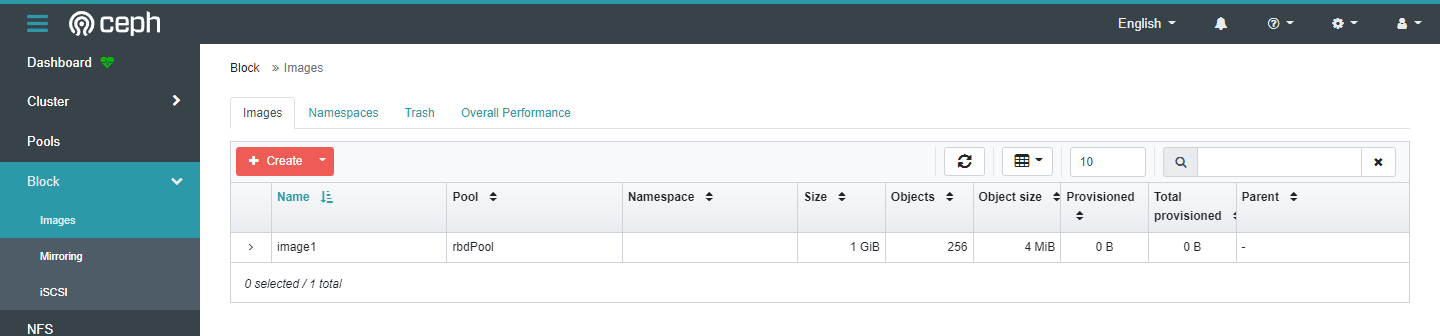 ceph
English
Dashboard
Cluster
Pools
Block
Images
Mirroring
iSCSI
NFS
Block » Images
Images Namespaces Trash Overall Performance
+ Create
10
Name Pool Namespace Size Objects Object size Provisioned Total provisioned Parent
image1 rbdPool 1 GiB 256 4 MiB 0 B 0 B -
0 selected / 1 total